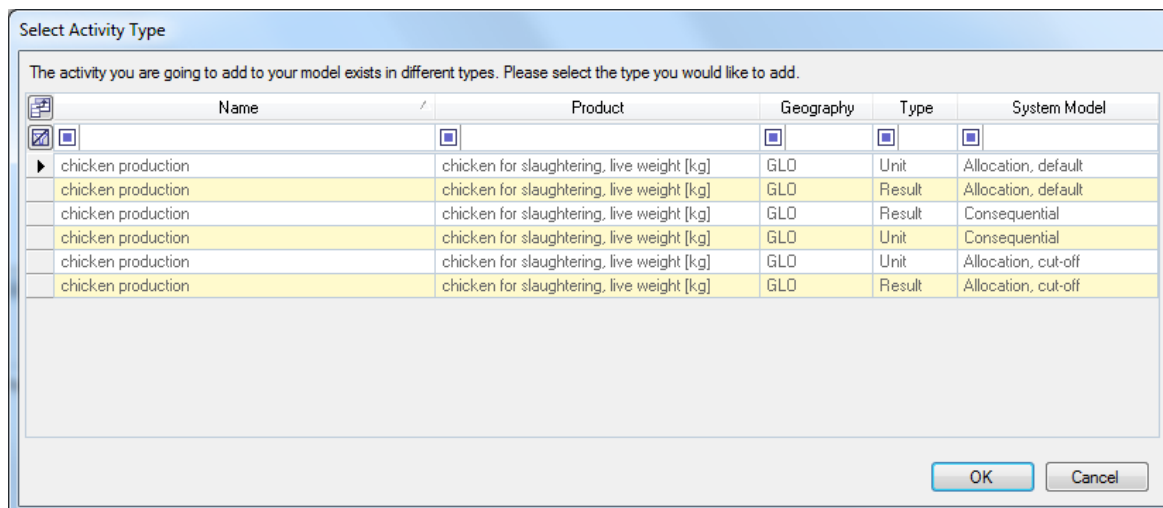 Select Activity Type
The activity you are going to add to your model exists in different types. Please select the type you would like to add.
Name Product Geography Type System Model
chicken production chicken for slaughtering, live weight [kg] GLO Unit Allocation, default
chicken production chicken for slaughtering, live weight [kg] GLO Result Allocation, default
chicken production chicken for slaughtering, live weight [kg] GLO Result Consequential
chicken production chicken for slaughtering, live weight [kg] GLO Unit Consequential
chicken production chicken for slaughtering, live weight [kg] GLO Unit Allocation, cut-off
chicken production chicken for slaughtering, live weight [kg] GLO Result Allocation, cut-off
OK Cancel